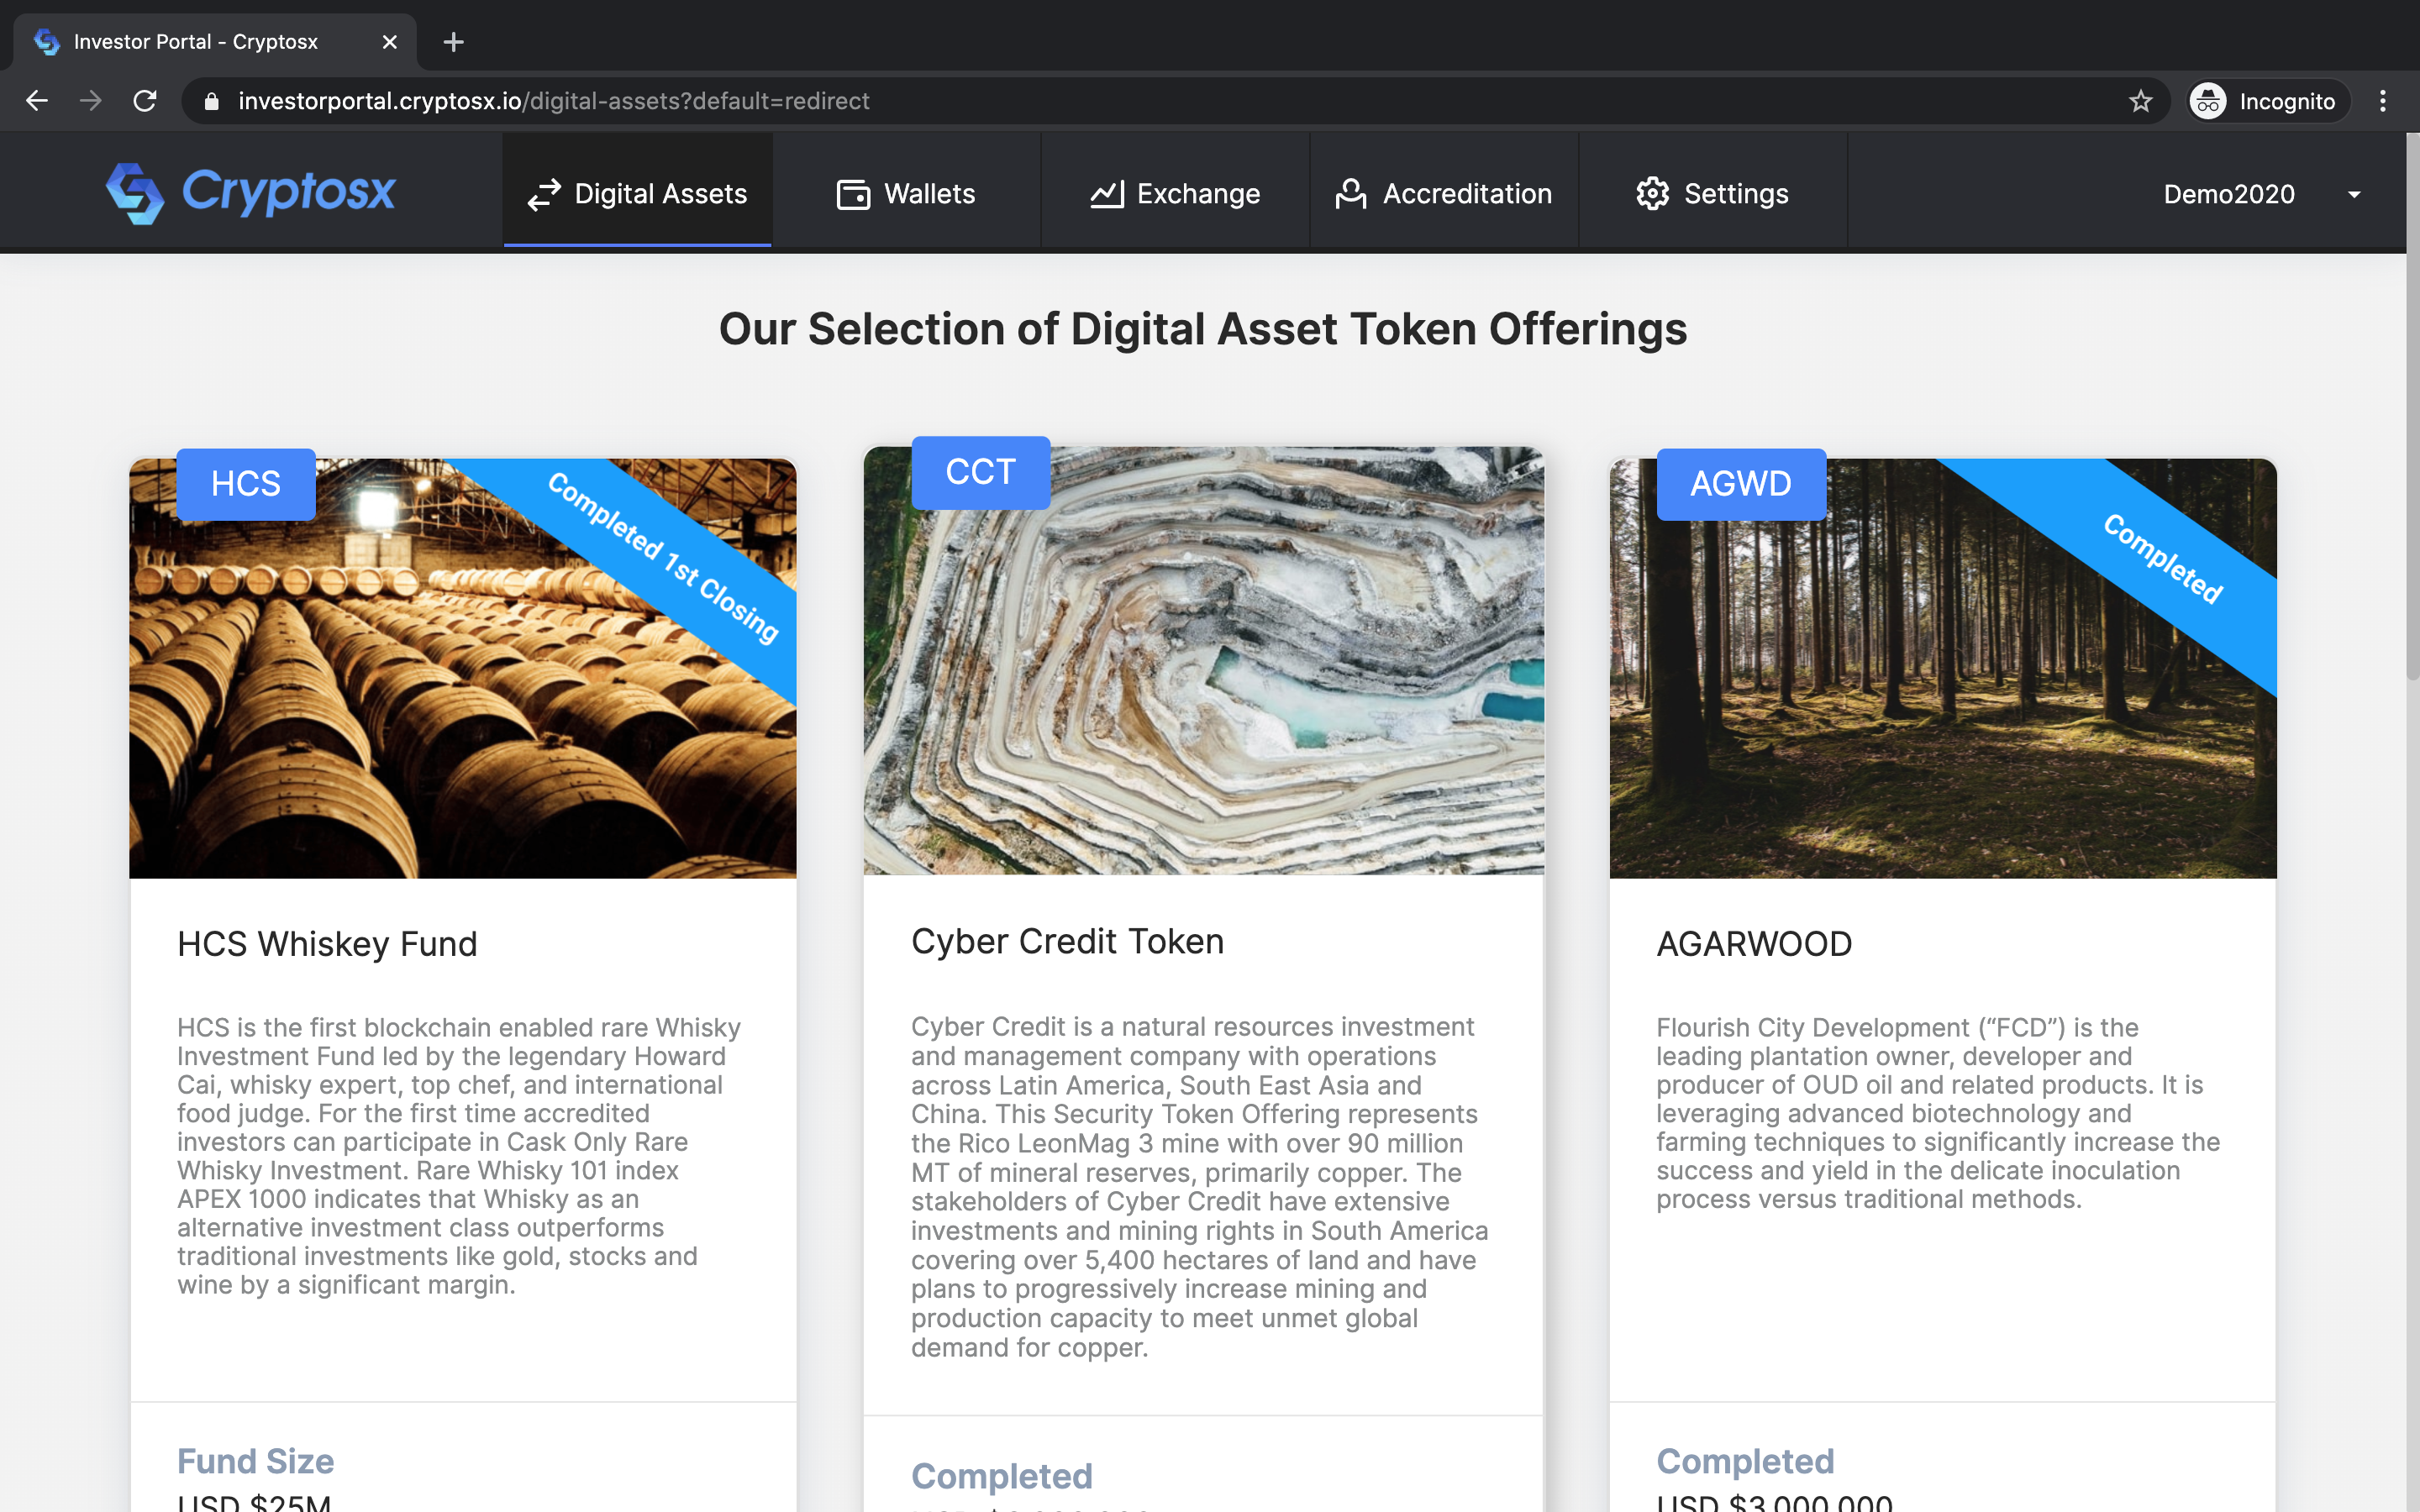 Investor Portal - Cryptosx
investorportal.cryptosx.io/digital-assets?default=redirect
Incognito
Cryptosx
Digital Assets
Wallets
Exchange
Accreditation
Settings
Demo2020
Our Selection of Digital Asset Token Offerings
HCS
Completed 1st Closing
HCS Whiskey Fund
HCS is the first blockchain enabled rare Whisky
Investment Fund led by the legendary Howard
Cai, whisky expert, top chef, and international
food judge. For the first time accredited
investors can participate in Cask Only Rare
Whisky Investment. Rare Whisky 101 index
APEX 1000 indicates that Whisky as an
alternative investment class outperforms
traditional investments like gold, stocks and
wine by a significant margin.
Fund Size
USD $25M
CCT
Cyber Credit Token
Cyber Credit is a natural resources investment
and management company with operations
across Latin America, South East Asia and
China. This Security Token Offering represents
the Rico LeonMag 3 mine with over 90 million
MT of mineral reserves, primarily copper. The
stakeholders of Cyber Credit have extensive
investments and mining rights in South America
covering over 5,400 hectares of land and have
plans to progressively increase mining and
production capacity to meet unmet global
demand for copper.
Completed
AGWD
Completed
AGARWOOD
Flourish City Development (“FCD”) is the
leading plantation owner, developer and
producer of OUD oil and related products. It is
leveraging advanced biotechnology and
farming techniques to significantly increase the
success and yield in the delicate inoculation
process versus traditional methods.
Completed
USD $3,000,000